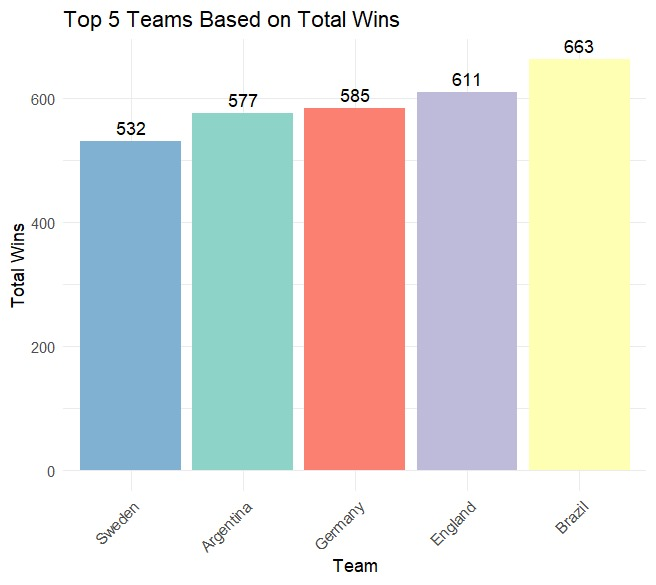 Top 5 Teams Based on Total Wins
663
611
585
577
532
600
400
200
0
Total Wins
Sweden
Argentina
Germany
England
Brazil
Team